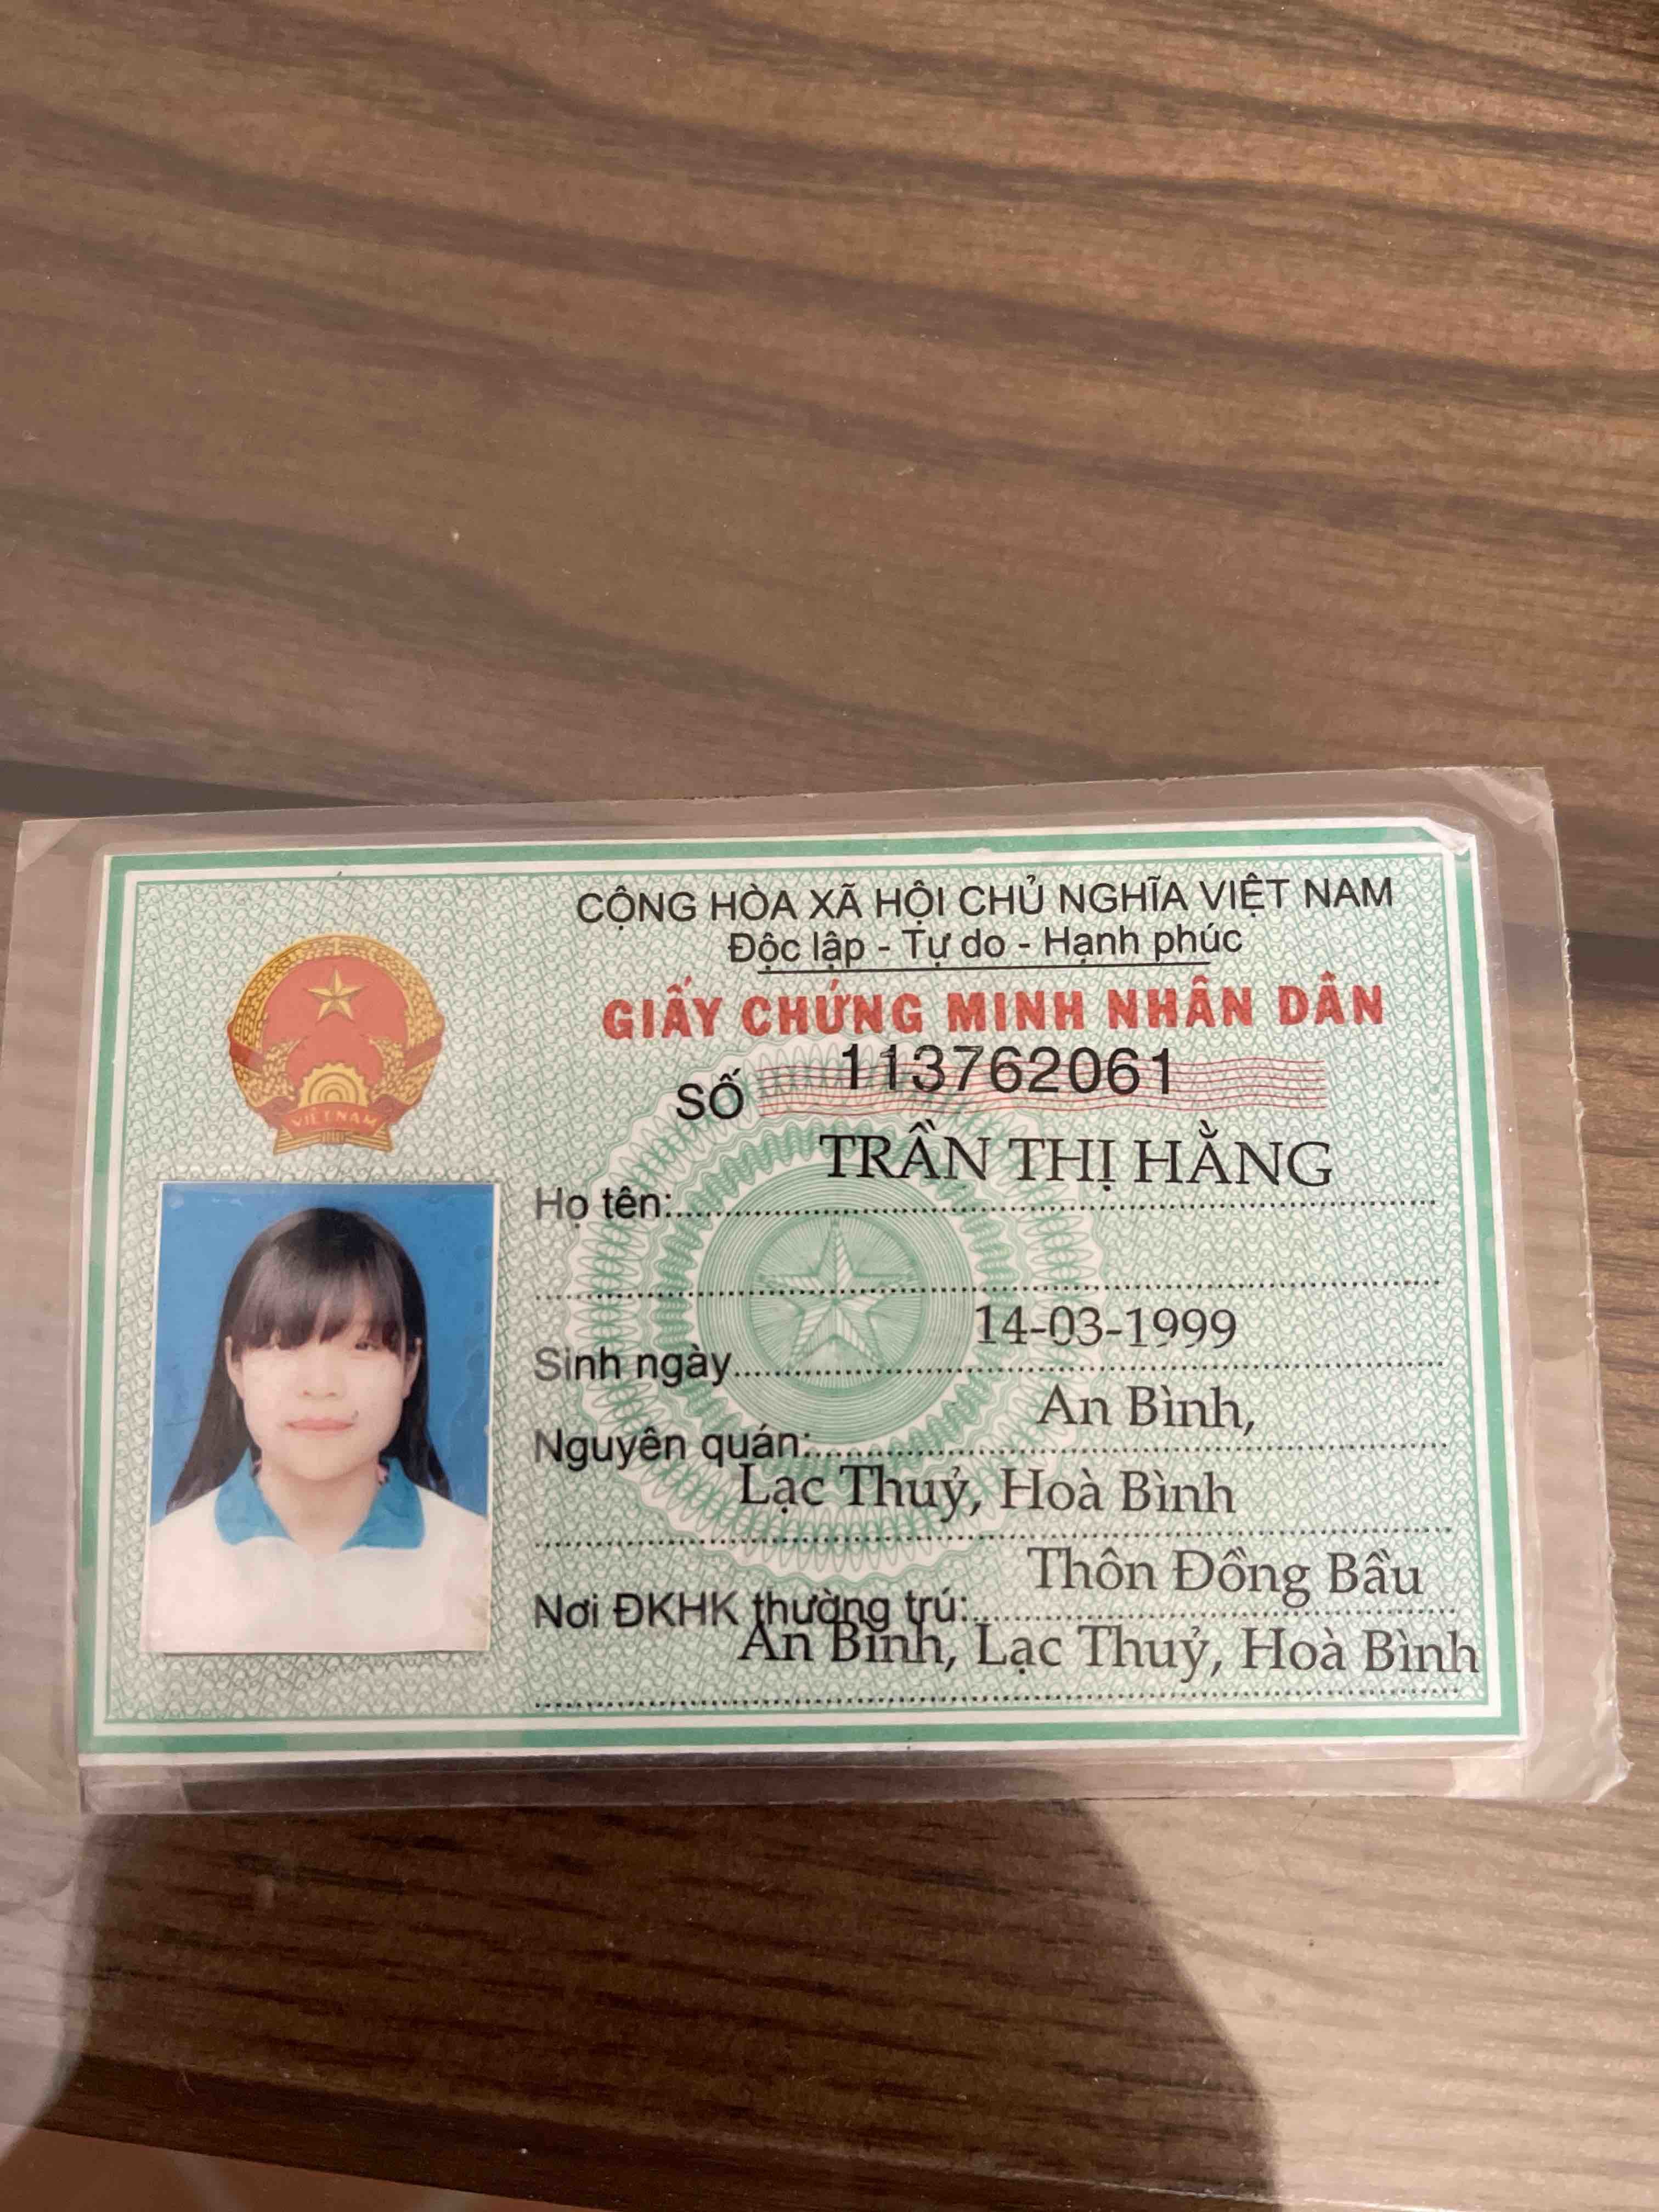 CỘNG HÒA XÃ HỘI CHỦ NGHĨA VIỆT NAM
Độc lập - Tự do - Hạnh phúc
GIẤY CHỨNG MINH NHÂN DÂN
SỐ 113762061
Họ tên: TRẦN THỊ HẰNG
Sinh ngày 14-03-1999
Nguyên quán: An Bình,
Lạc Thuỷ, Hoà Bình
Nơi ĐKHK thường trú: Thôn Đồng Bầu
An Bình, Lạc Thuỷ, Hoà Bình
VIET NAM